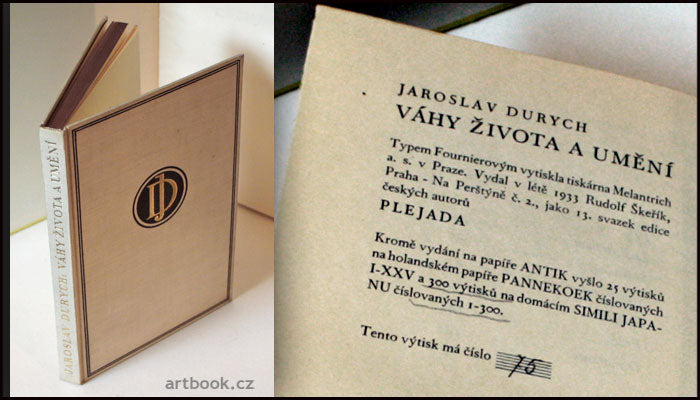 JAROSLAV DURYCH: VÁHY ŽIVOTA A UMĚNÍ
JD
artbook.cz
JAROSLAV DURYCH
VÁHY ŽIVOTA A UMĚNÍ
Typem Fournierovým vytiskla tiskárna Melantrich
a. s. v Praze. Vydal v létě 1933 Rudolf Škeřík,
Praha - Na Perštýně č. 2., jako 13. svazek edice
českých autorů
PLEJADA
Kromě vydání na papíře ANTIK vyšlo 25 výtisků
na holandském papíře PANNEKOEK číslovaných
I-XXV a 300 výtisků na domácím SIMILI JAPA-
NU číslovaných 1-300.
Tento výtisk má číslo 75